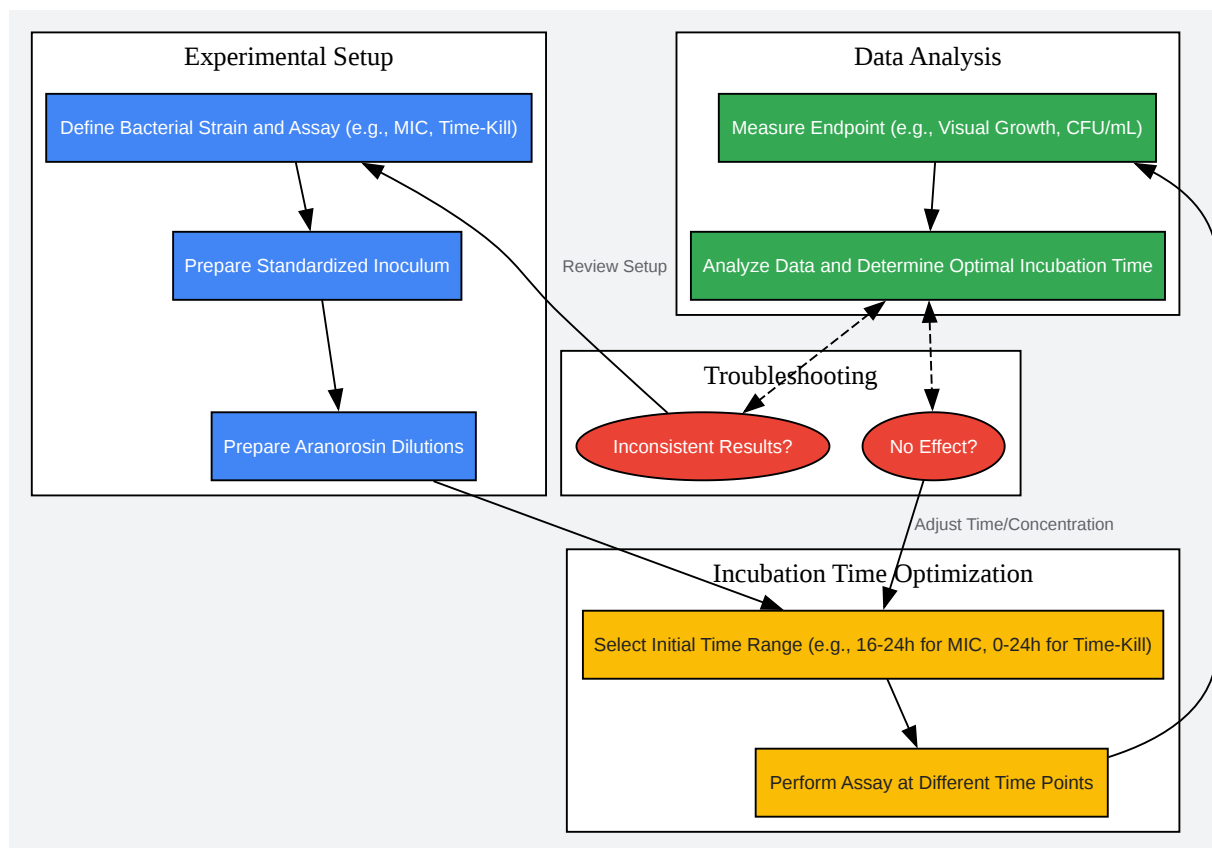 Experimental Setup
Define Bacterial Strain and Assay (e.g., MIC, Time-Kill)
Prepare Standardized Inoculum
Prepare Aranorosin Dilutions
Review Setup
Data Analysis
Measure Endpoint (e.g., Visual Growth, CFU/mL)
Analyze Data and Determine Optimal Incubation Time
Troubleshooting
Inconsistent Results?
No Effect?
Adjust Time/Concentration
Incubation Time Optimization
Select Initial Time Range (e.g., 16-24h for MIC, 0-24h for Time-Kill)
Perform Assay at Different Time Points